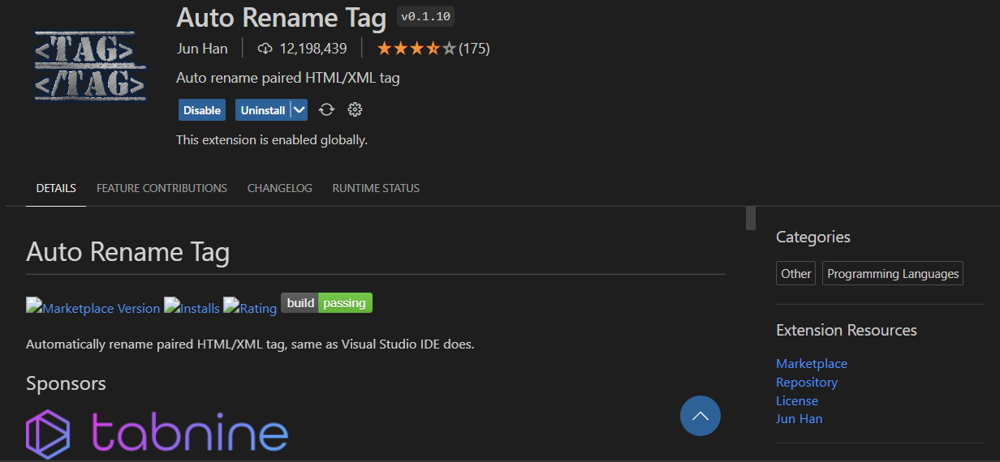 <TAG>
</TAG>
Auto Rename Tag v0.1.10
Jun Han 12,198,439 (175)
Auto rename paired HTML/XML tag
Disable Uninstall
This extension is enabled globally.
DETAILS FEATURE CONTRIBUTIONS CHANGELOG RUNTIME STATUS
Auto Rename Tag
Marketplace Version Installs Rating build passing
Automatically rename paired HTML/XML tag, same as Visual Studio IDE does.
Sponsors
tabnine
Categories
Other Programming Languages
Extension Resources
Marketplace
Repository
License
Jun Han